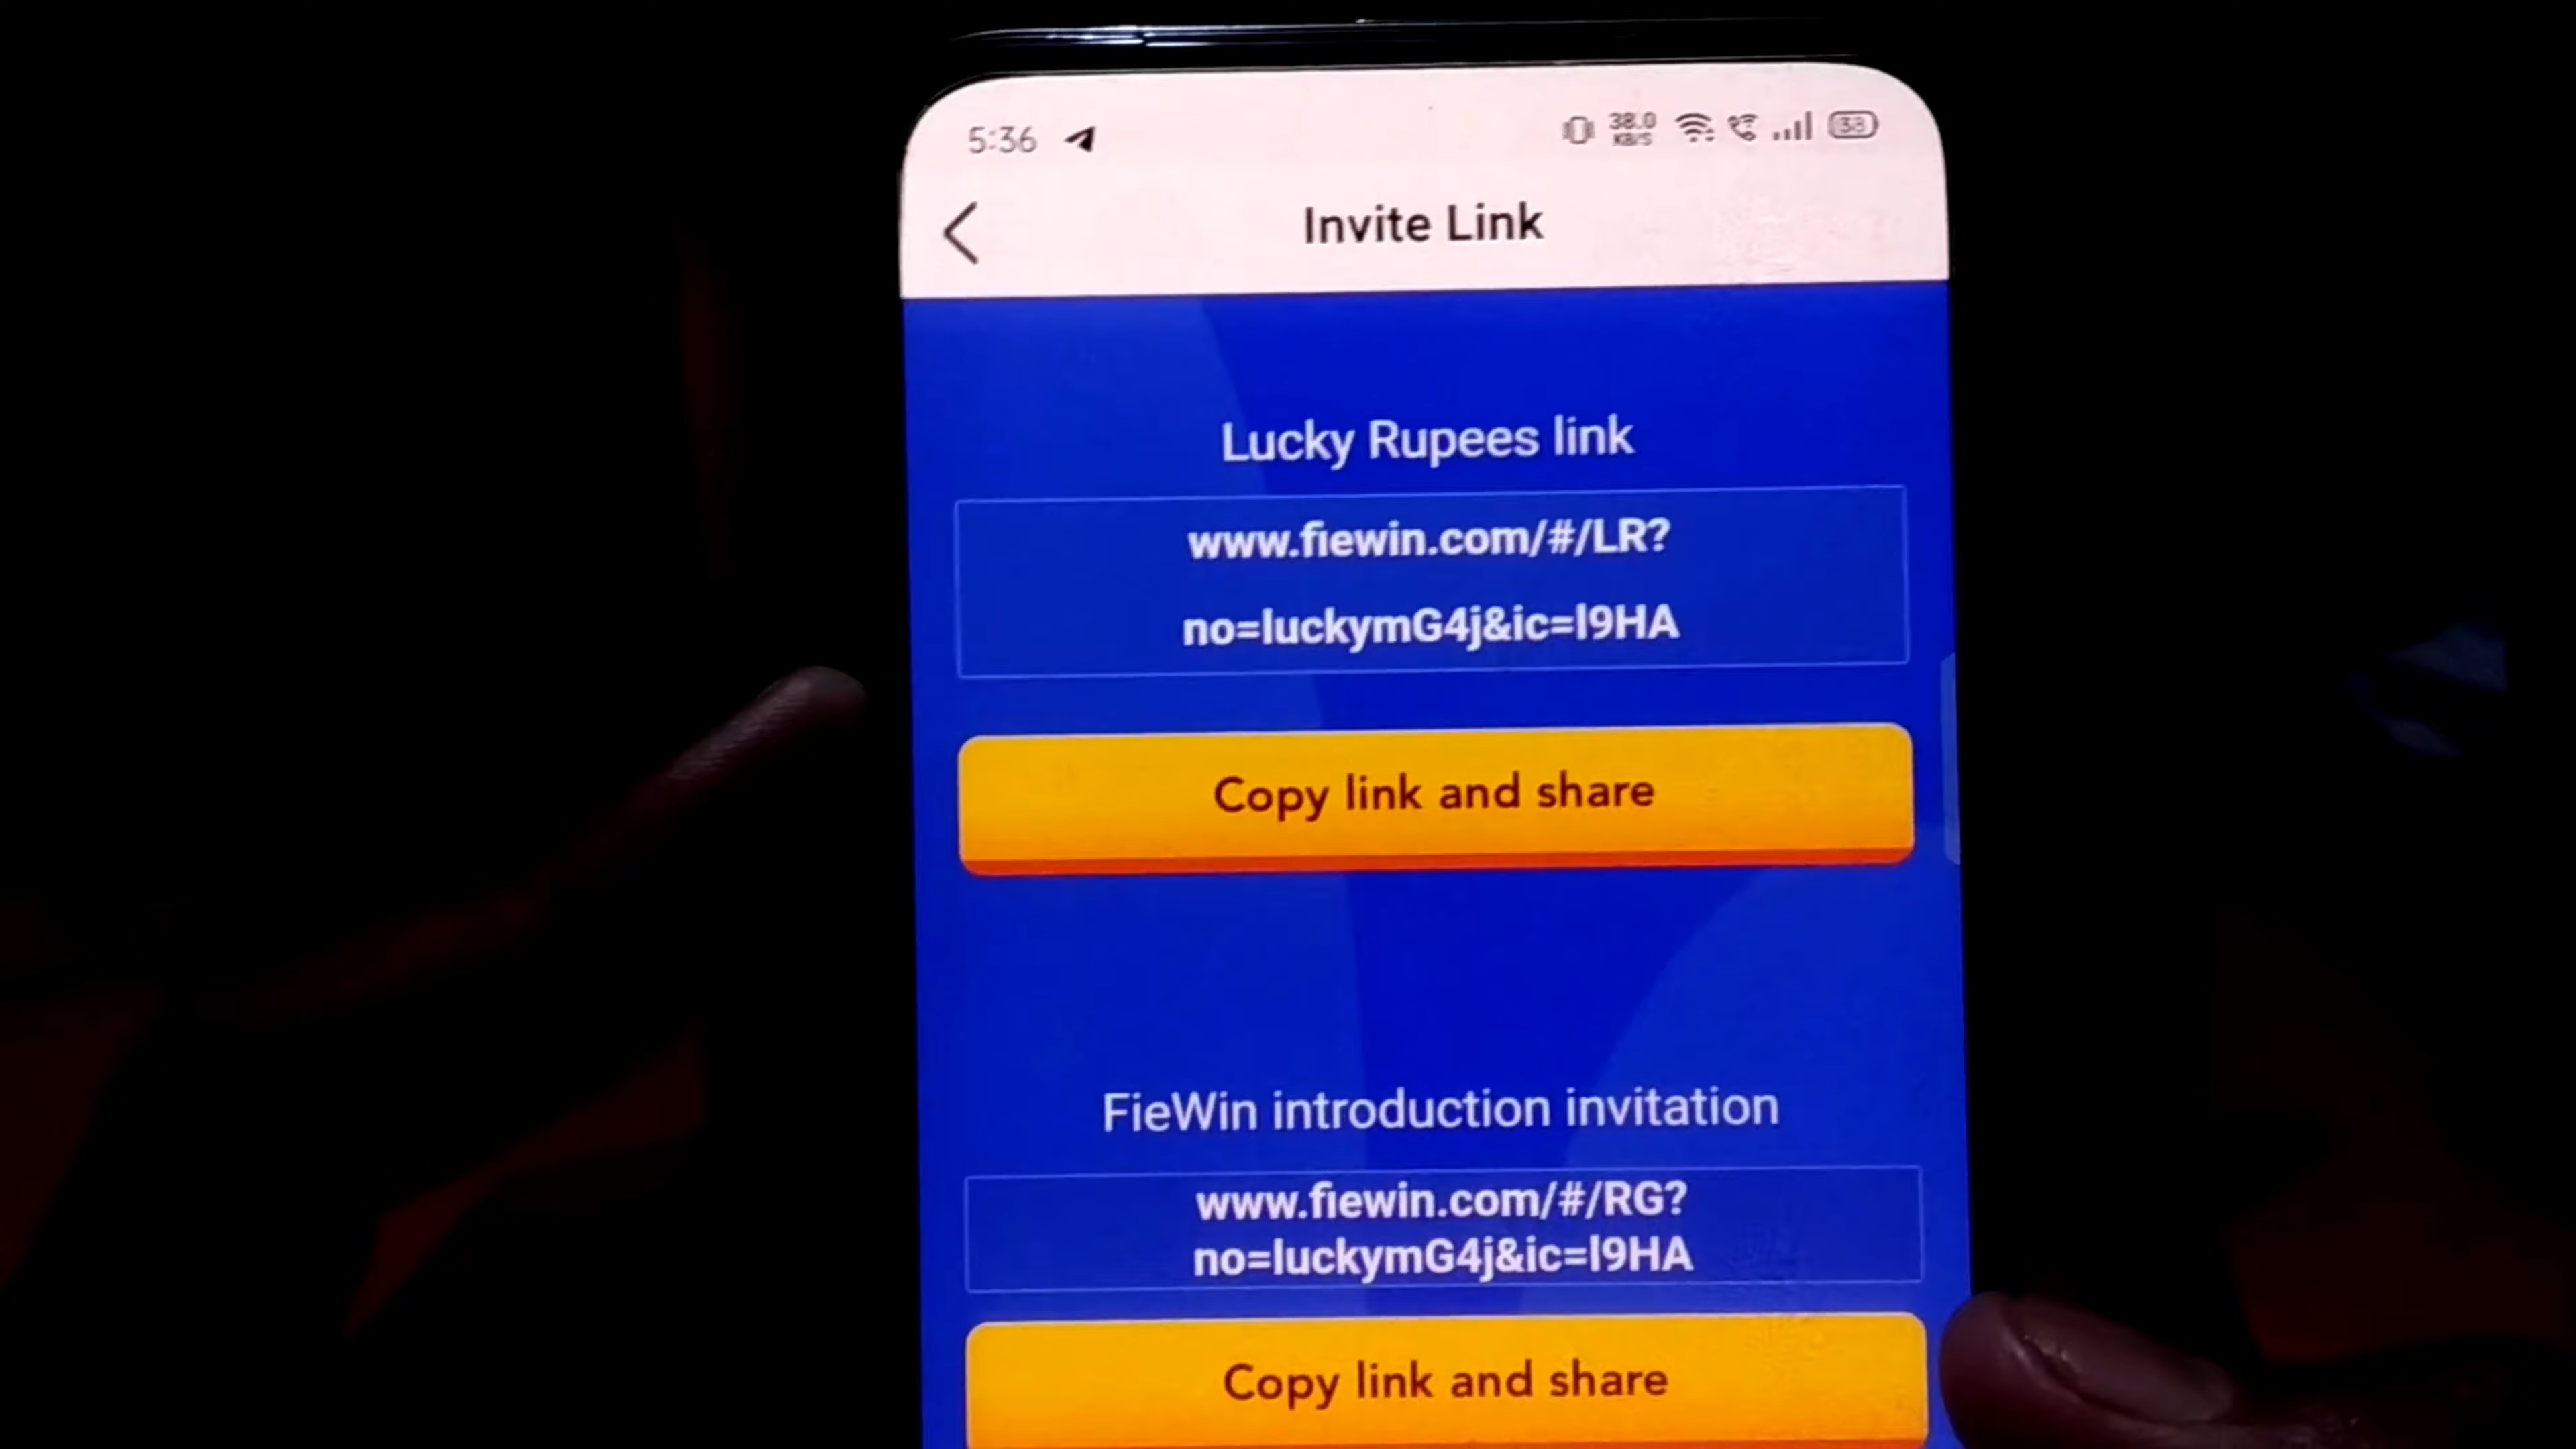 5:36
38.0
KB/S
38
Invite Link
Lucky Rupees link
www.fiewin.com/#/LR?
no=luckymG4j&ic=l9HA
Copy link and share
FieWin introduction invitation
www.fiewin.com/#/RG?
no=luckymG4j&ic=l9HA
Copy link and share